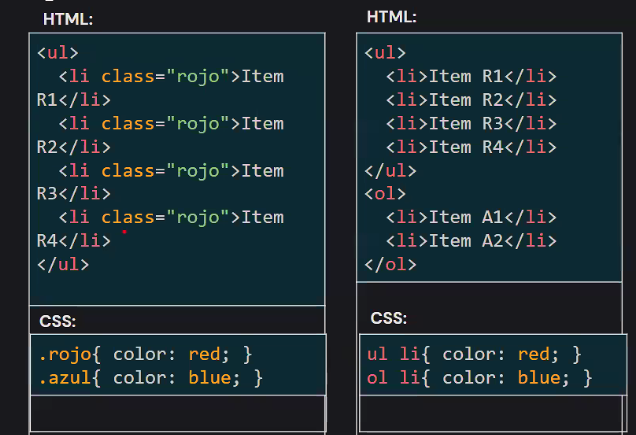 HTML:
<ul>
  <li class="rojo">Item
R1</li>
  <li class="rojo">Item
R2</li>
  <li class="rojo">Item
R3</li>
  <li class="rojo">Item
R4</li>
</ul>
CSS:
.rojo{ color: red; }
.azul{ color: blue; }
HTML:
<ul>
  <li>Item R1</li>
  <li>Item R2</li>
  <li>Item R3</li>
  <li>Item R4</li>
</ul>
<ol>
  <li>Item A1</li>
  <li>Item A2</li>
</ol>
CSS:
ul li{ color: red; }
ol li{ color: blue; }